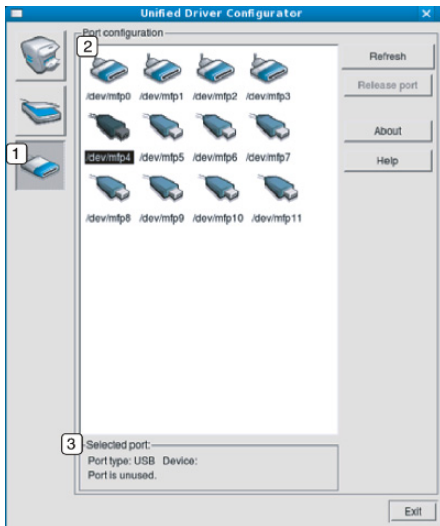 Unified Driver Configurator
Port configuration
2
Refresh
/dev/mfp0 /dev/mfp1 /dev/mfp2 /dev/mfp3
Release port
About
1
/dev/mfp4 /dev/mfp5 /dev/mfp6 /dev/mfp7
Help
/dev/mfp8 /dev/mfp9 /dev/mfp10 /dev/mfp11
3
Selected port:
Port type: USB Device:
Port is unused.
Exit